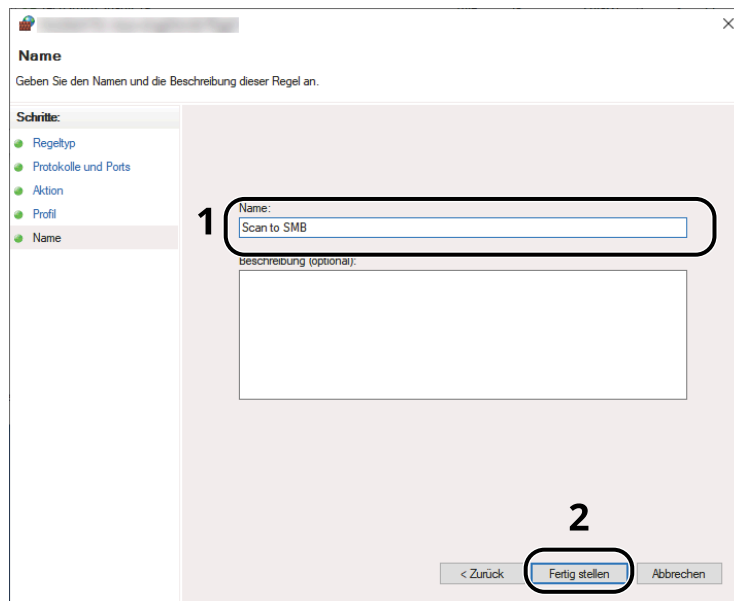 Name
Geben Sie den Namen und die Beschreibung dieser Regel an.
Schritte:
Regeltyp
Protokolle und Ports
Aktion
Profil
Name
1
Name:
Scan to SMB
Beschreibung (optional):
2
< Zurück
Fertig stellen
Abbrechen